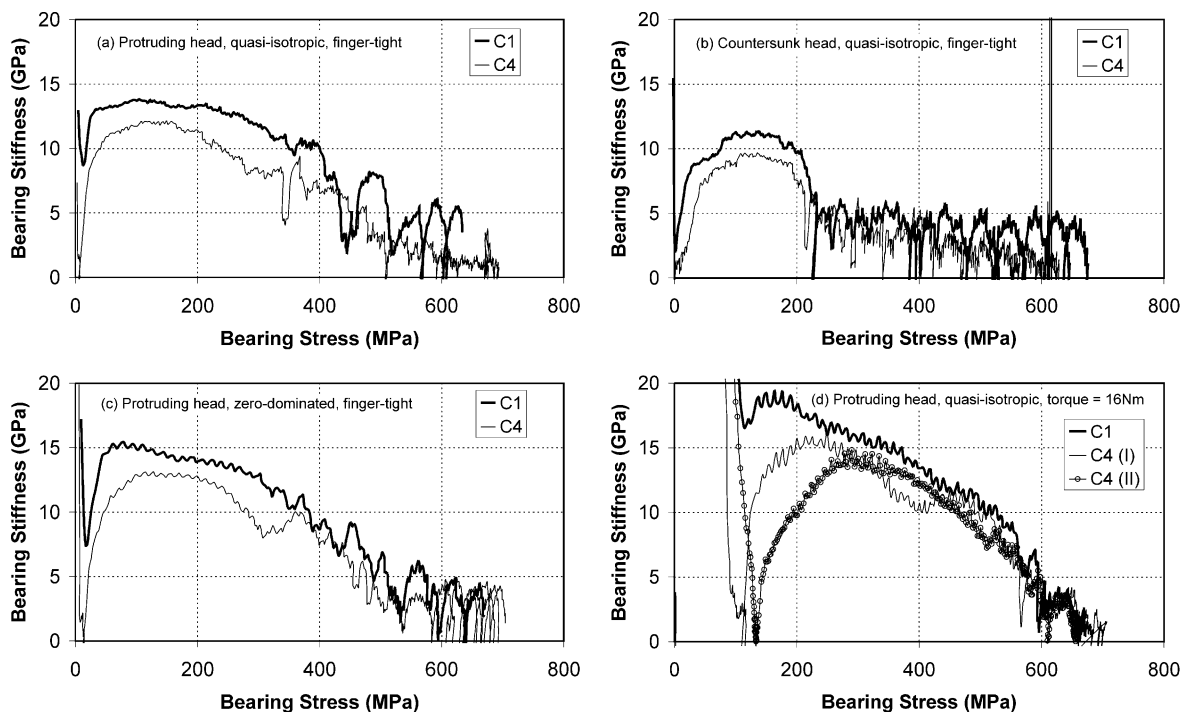 (a) Protruding head, quasi-isotropic, finger-tight
C1
C4
Bearing Stiffness (GPa)
20
15
10
5
0
0 200 400 600 800
Bearing Stress (MPa)
(b) Countersunk head, quasi-isotropic, finger-tight
C1
C4
Bearing Stiffness (GPa)
20
15
10
5
0
0 200 400 600 800
Bearing Stress (MPa)
(c) Protruding head, zero-dominated, finger-tight
C1
C4
Bearing Stiffness (GPa)
20
15
10
5
0
0 200 400 600 800
Bearing Stress (MPa)
(d) Protruding head, quasi-isotropic, torque = 16Nm
C1
C4 (I)
C4 (II)
Bearing Stiffness (GPa)
20
15
10
5
0
0 200 400 600 800
Bearing Stress (MPa)